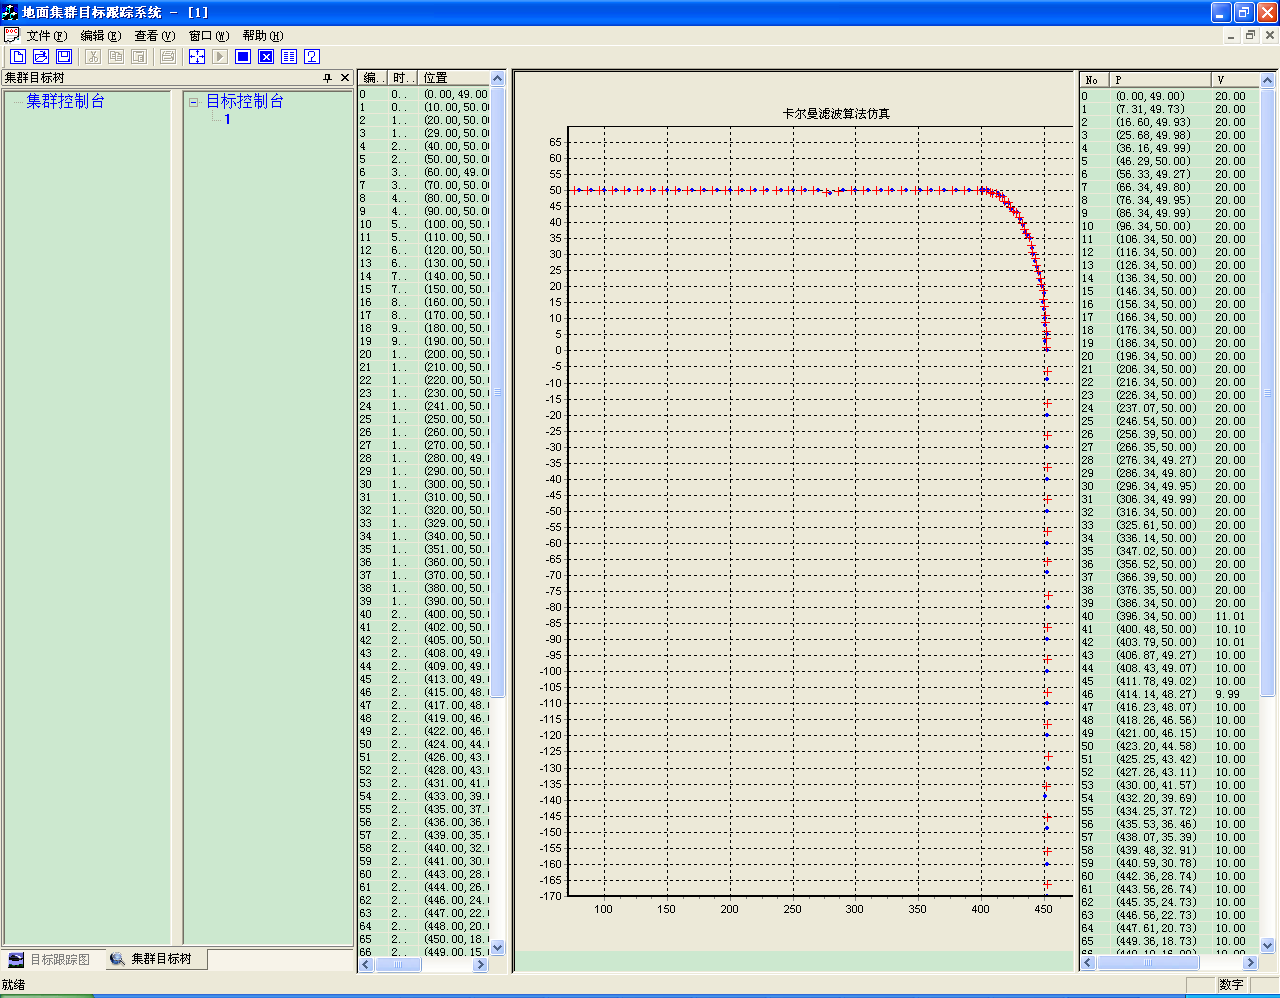 地面集群目标跟踪系统 - [1]
文件(F) 编辑(E) 查看(V) 窗口(W) 帮助(H)
集群目标树
集群控制台
目标控制台
1
编.. 时.. 位置
0 0.. (0.00,49.00
1 0.. (10.00,50.0
2 1.. (20.00,50.0
3 1.. (29.00,50.0
4 2.. (40.00,50.0
5 2.. (50.00,50.0
6 3.. (60.00,49.0
7 3.. (70.00,50.0
8 4.. (80.00,50.0
9 4.. (90.00,50.0
10 5.. (100.00,50.
11 5.. (110.00,50.
12 6.. (120.00,50.
13 6.. (130.00,50.
14 7.. (140.00,50.
15 7.. (150.00,50.
16 8.. (160.00,50.
17 8.. (170.00,50.
18 9.. (180.00,50.
19 9.. (190.00,50.
20 1.. (200.00,50.
21 1.. (210.00,50.
22 1.. (220.00,50.
23 1.. (230.00,50.
24 1.. (241.00,50.
25 1.. (250.00,50.
26 1.. (260.00,50.
27 1.. (270.00,50.
28 1.. (280.00,49.
29 1.. (290.00,50.
30 1.. (300.00,50.
31 1.. (310.00,50.
32 1.. (320.00,50.
33 1.. (329.00,50.
34 1.. (340.00,50.
35 1.. (351.00,50.
36 1.. (360.00,50.
37 1.. (370.00,50.
38 1.. (380.00,50.
39 1.. (390.00,50.
40 2.. (400.00,50.
41 2.. (402.00,50.
42 2.. (405.00,50.
43 2.. (408.00,49.
44 2.. (409.00,49.
45 2.. (413.00,49.
46 2.. (415.00,48.
47 2.. (417.00,48.
48 2.. (419.00,46.
49 2.. (422.00,46.
50 2.. (424.00,44.
51 2.. (426.00,43.
52 2.. (428.00,43.
53 2.. (431.00,41.
54 2.. (433.00,39.
55 2.. (435.00,37.
56 2.. (436.00,36.
57 2.. (439.00,35.
58 2.. (440.00,32.
59 2.. (441.00,30.
60 2.. (443.00,28.
61 2.. (444.00,26.
62 2.. (446.00,24.
63 2.. (447.00,22.
64 2.. (448.00,20.
65 2.. (450.00,18.
66 2.. (449.00,15.
卡尔曼滤波算法仿真
65
60
55
50
45
40
35
30
25
20
15
10
5
0
-5
-10
-15
-20
-25
-30
-35
-40
-45
-50
-55
-60
-65
-70
-75
-80
-85
-90
-95
-100
-105
-110
-115
-120
-125
-130
-135
-140
-145
-150
-155
-160
-165
-170
100 150 200 250 300 350 400 450
No P V
0 (0.00,49.00) 20.00
1 (7.31,49.73) 20.00
2 (16.60,49.93) 20.00
3 (25.68,49.98) 20.00
4 (36.16,49.99) 20.00
5 (46.29,50.00) 20.00
6 (56.33,49.27) 20.00
7 (66.34,49.80) 20.00
8 (76.34,49.95) 20.00
9 (86.34,49.99) 20.00
10 (96.34,50.00) 20.00
11 (106.34,50.00) 20.00
12 (116.34,50.00) 20.00
13 (126.34,50.00) 20.00
14 (136.34,50.00) 20.00
15 (146.34,50.00) 20.00
16 (156.34,50.00) 20.00
17 (166.34,50.00) 20.00
18 (176.34,50.00) 20.00
19 (186.34,50.00) 20.00
20 (196.34,50.00) 20.00
21 (206.34,50.00) 20.00
22 (216.34,50.00) 20.00
23 (226.34,50.00) 20.00
24 (237.07,50.00) 20.00
25 (246.54,50.00) 20.00
26 (256.39,50.00) 20.00
27 (266.35,50.00) 20.00
28 (276.34,49.27) 20.00
29 (286.34,49.80) 20.00
30 (296.34,49.95) 20.00
31 (306.34,49.99) 20.00
32 (316.34,50.00) 20.00
33 (325.61,50.00) 20.00
34 (336.14,50.00) 20.00
35 (347.02,50.00) 20.00
36 (356.52,50.00) 20.00
37 (366.39,50.00) 20.00
38 (376.35,50.00) 20.00
39 (386.34,50.00) 20.00
40 (396.34,50.00) 11.01
41 (400.48,50.00) 10.10
42 (403.79,50.00) 10.01
43 (406.87,49.27) 10.00
44 (408.43,49.07) 10.00
45 (411.78,49.02) 10.00
46 (414.14,48.27) 9.99
47 (416.23,48.07) 10.00
48 (418.26,46.56) 10.00
49 (421.00,46.15) 10.00
50 (423.20,44.58) 10.00
51 (425.25,43.42) 10.00
52 (427.26,43.11) 10.00
53 (430.00,41.57) 10.00
54 (432.20,39.69) 10.00
55 (434.25,37.72) 10.00
56 (435.53,36.46) 10.00
57 (438.07,35.39) 10.00
58 (439.48,32.91) 10.00
59 (440.59,30.78) 10.00
60 (442.36,28.74) 10.00
61 (443.56,26.74) 10.00
62 (445.35,24.73) 10.00
63 (446.56,22.73) 10.00
64 (447.61,20.73) 10.00
65 (449.36,18.73) 10.00
目标跟踪图 集群目标树
就绪
数字